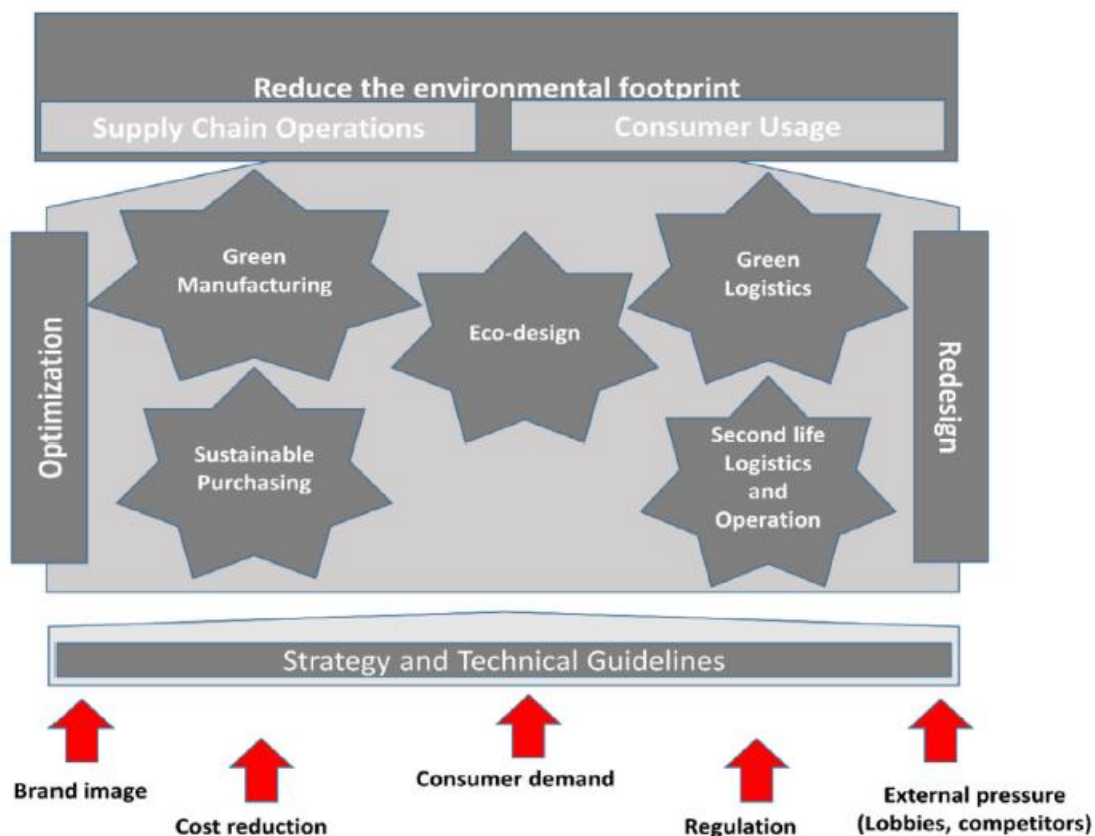 Reduce the environmental footprint
Supply Chain Operations
Consumer Usage
Optimization
Green
Manufacturing
Eco-design
Green
Logistics
Redesign
Sustainable
Purchasing
Second life
Logistics
and
Operation
Strategy and Technical Guidelines
Brand image
Cost reduction
Consumer demand
Regulation
External pressure
(Lobbies, competitors)